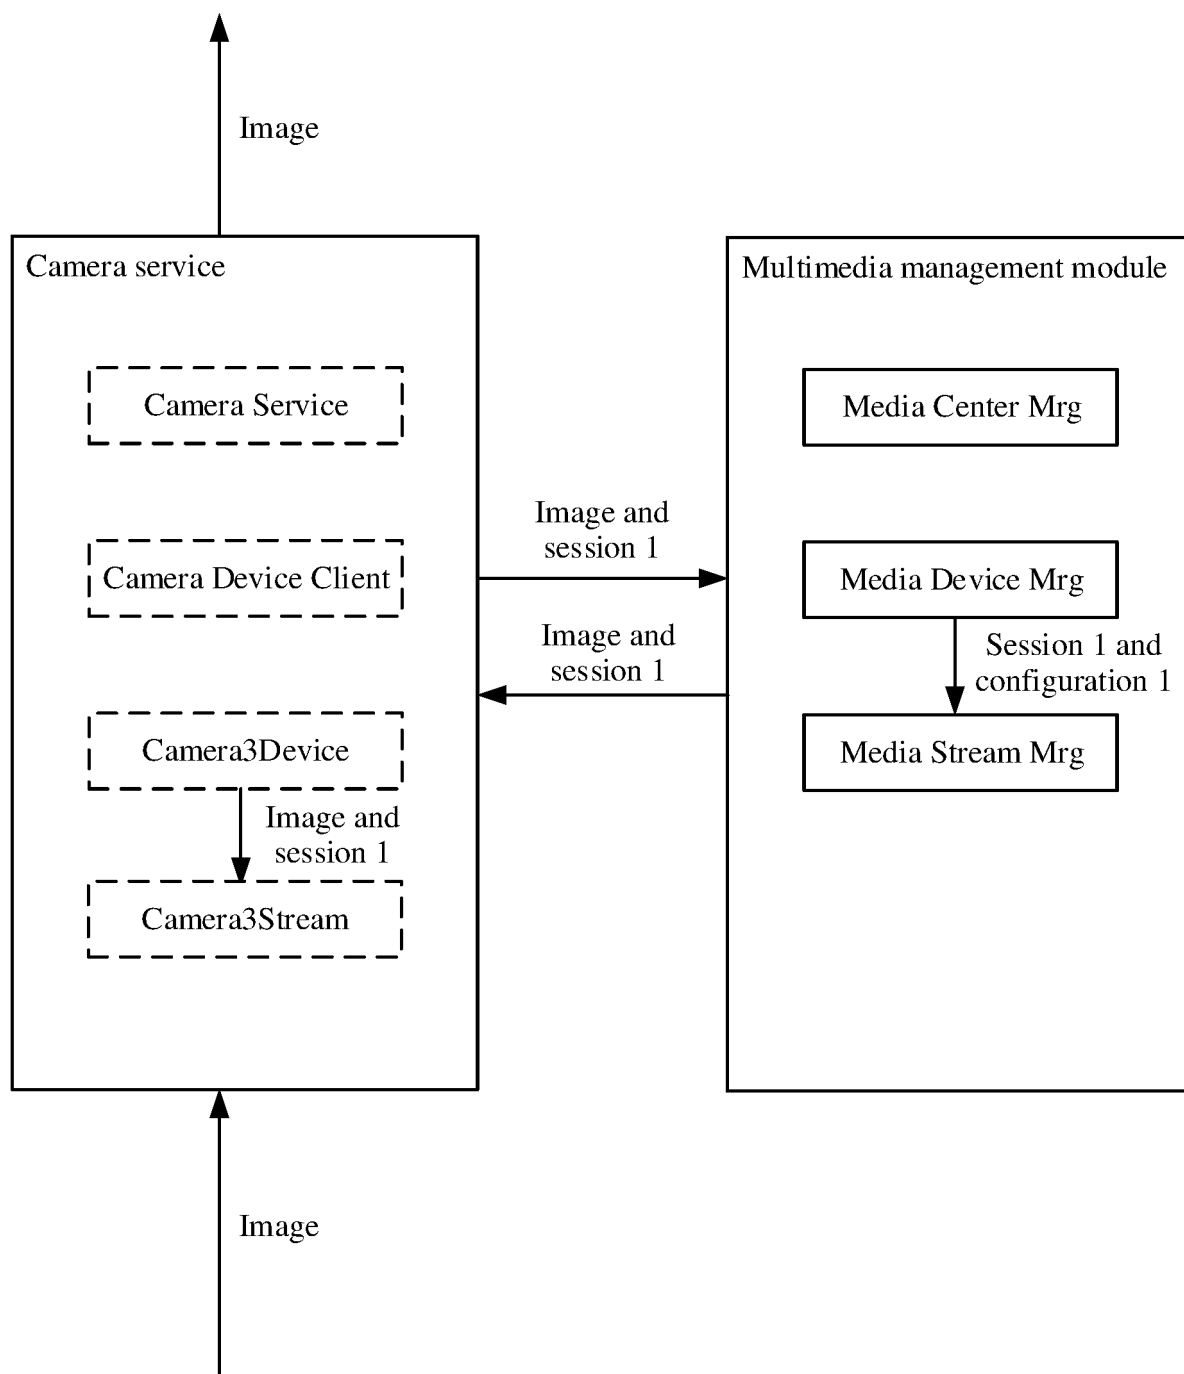 Image
Camera service
Multimedia management module
Camera Service
Media Center Mrg
Image and
session 1
Camera Device Client
Media Device Mrg
Image and
session 1
Session 1 and
configuration 1
Camera3Device
Media Stream Mrg
Image and
session 1
Camera3Stream
Image